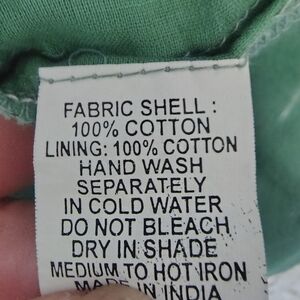 FABRIC SHELL :
100% COTTON
LINING: 100% COTTON
HAND WASH
SEPARATELY
IN COLD WATER
DO NOT BLEACH
DRY IN SHADE
MEDIUM TO HOT IRON
MADE IN INDIA